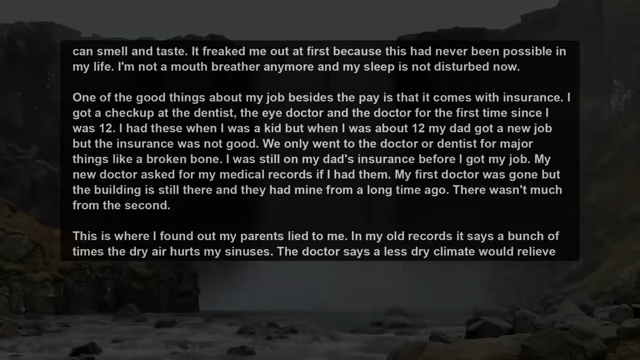 can smell and taste. It freaked me out at first because this had never been possible in
my life. I'm not a mouth breather anymore and my sleep is not disturbed now.
One of the good things about my job besides the pay is that it comes with insurance. I
got a checkup at the dentist, the eye doctor and the doctor for the first time since I
was 12. I had these when I was a kid but when I was about 12 my dad got a new job
but the insurance was not good. We only went to the doctor or dentist for major
things like a broken bone. I was still on my dad's insurance before I got my job. My
new doctor asked for my medical records if I had them. My first doctor was gone but
the building is still there and they had mine from a long time ago. There wasn't much
from the second.
This is where I found out my parents lied to me. In my old records it says a bunch of
times the dry air hurts my sinuses. The doctor says a less dry climate would relieve